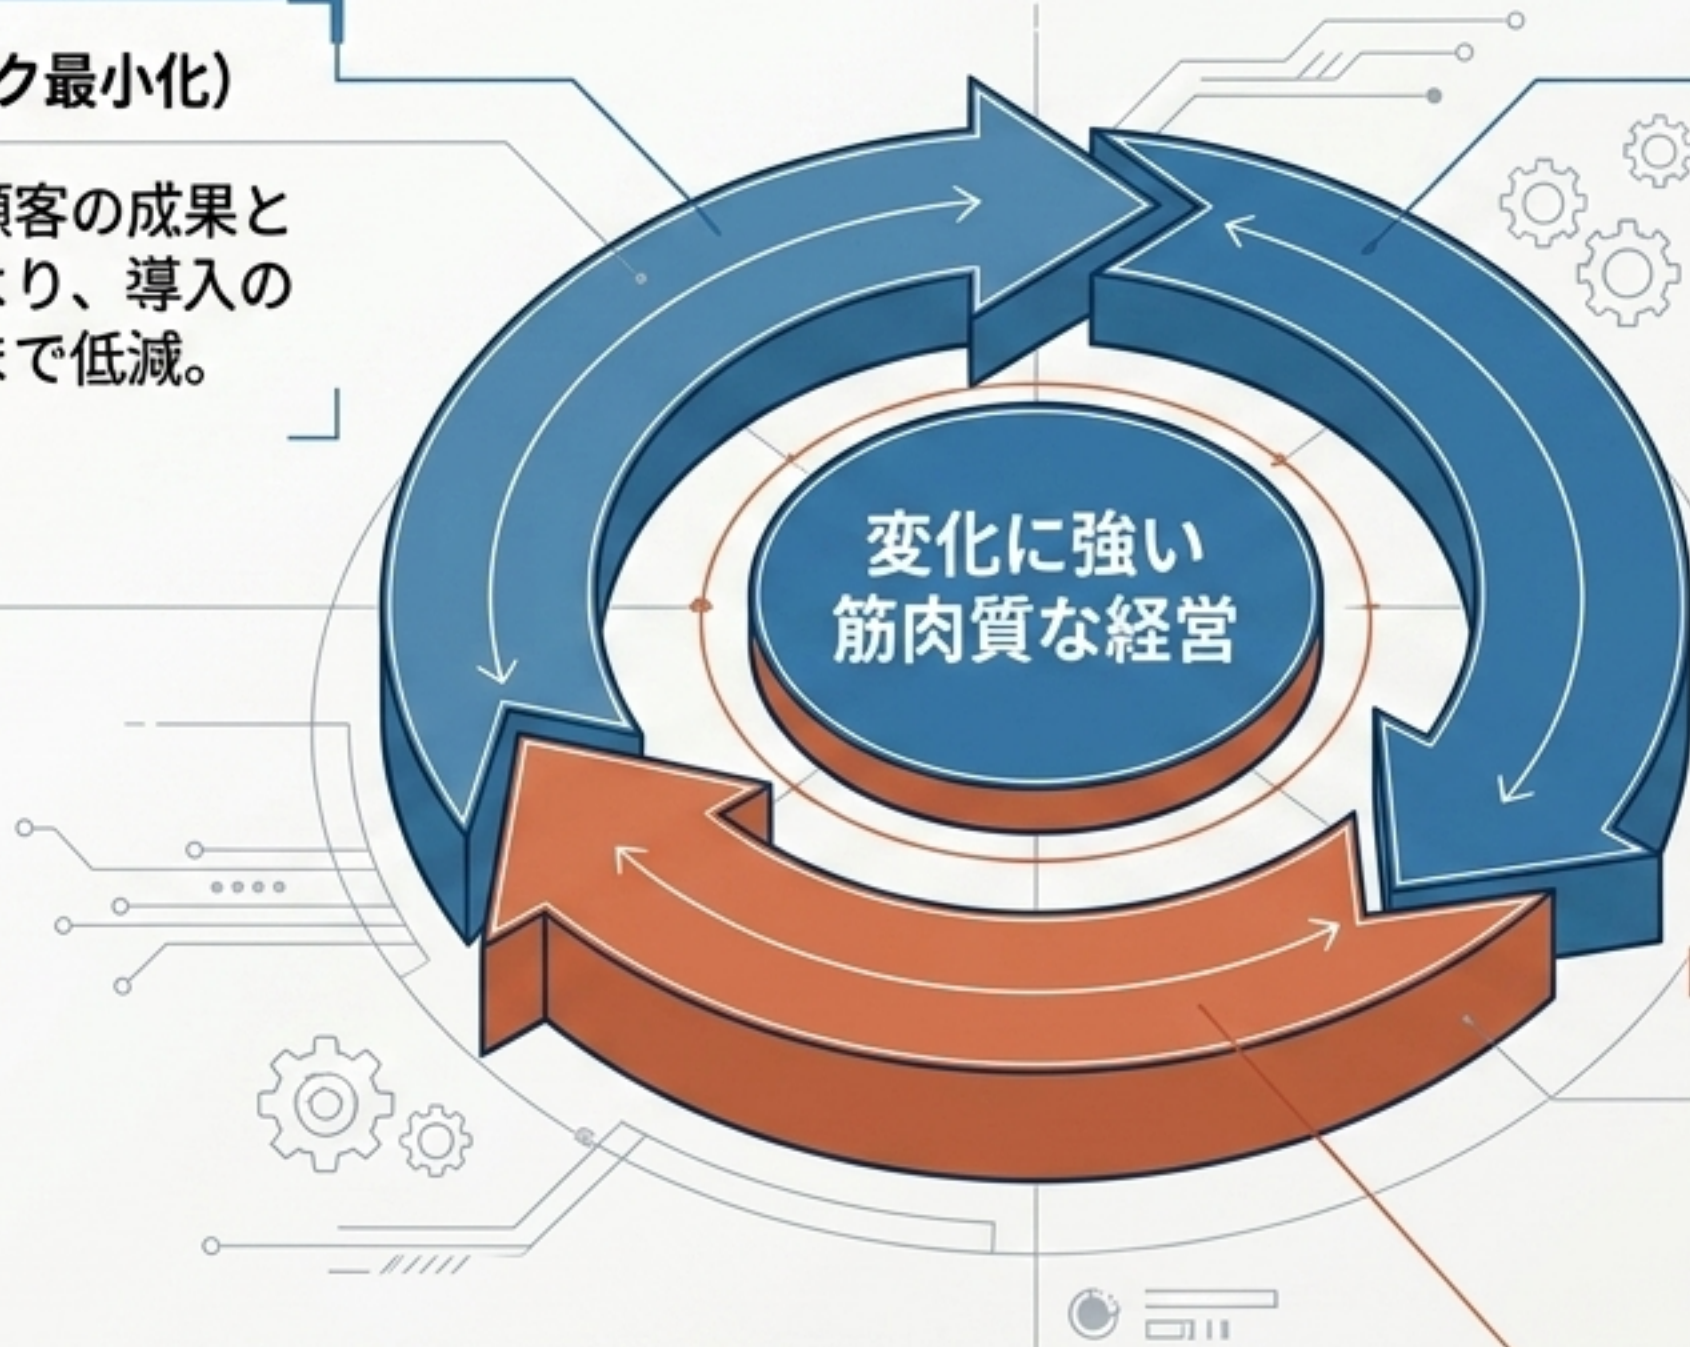 ク最小化）
顧客の成果と
より、導入の
まで低減。
変化に強い
筋肉質な経営